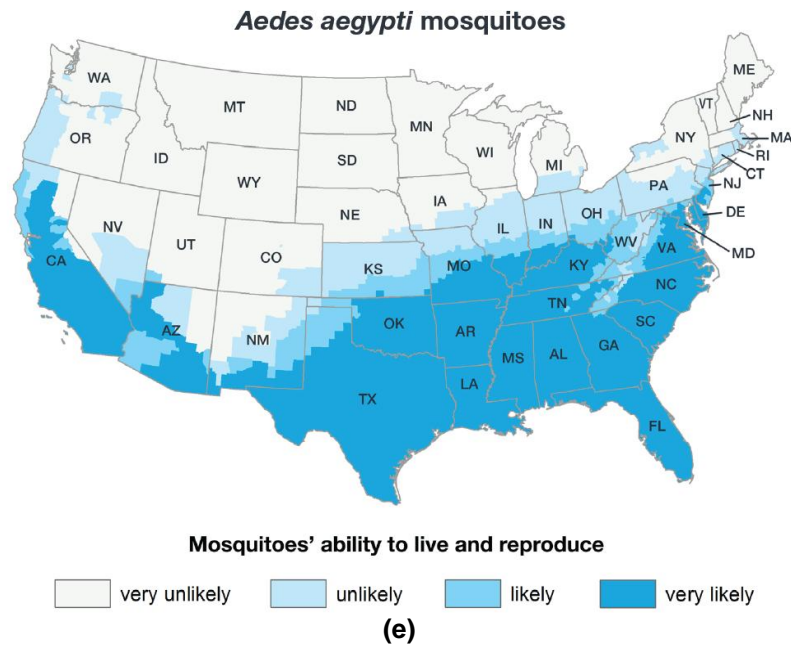 Aedes aegypti mosquitoes
WA
MT
ND
MN
ME
VT
NH
OR
ID
SD
WI
MI
NY
MA
RI
CT
WY
IA
PA
NJ
NV
NE
IL
IN
OH
DE
UT
CO
WV
MD
CA
KS
MO
KY
VA
AZ
NM
OK
AR
TN
NC
SC
MS
AL
GA
TX
LA
FL
Mosquitoes’ ability to live and reproduce
very unlikely unlikely likely very likely
(e)